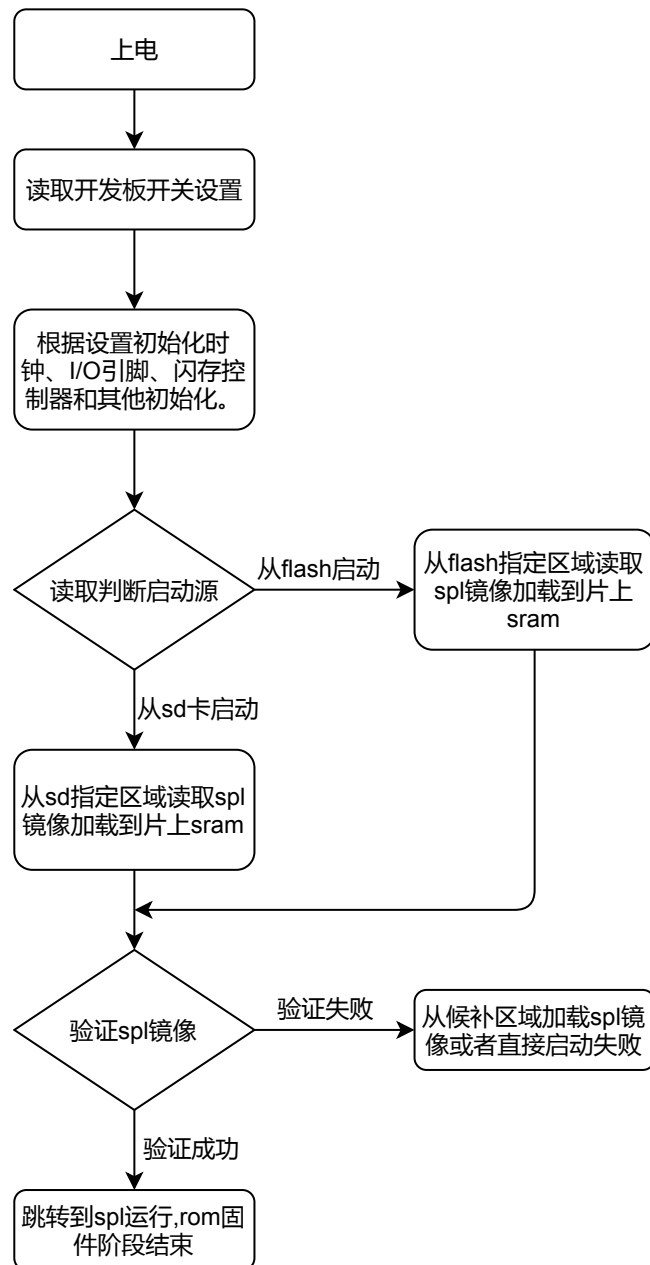 上电
读取开发板开关设置
根据设置初始化时
钟、I/O引脚、闪存控
制器和其他初始化。
读取判断启动源
从flash启动
从flash指定区域读取
spl镜像加载到片上
sram
从sd卡启动
从sd指定区域读取spl
镜像加载到片上sram
验证spl镜像
验证失败
从候补区域加载spl镜
像或者直接启动失败
验证成功
跳转到spl运行,rom固
件阶段结束